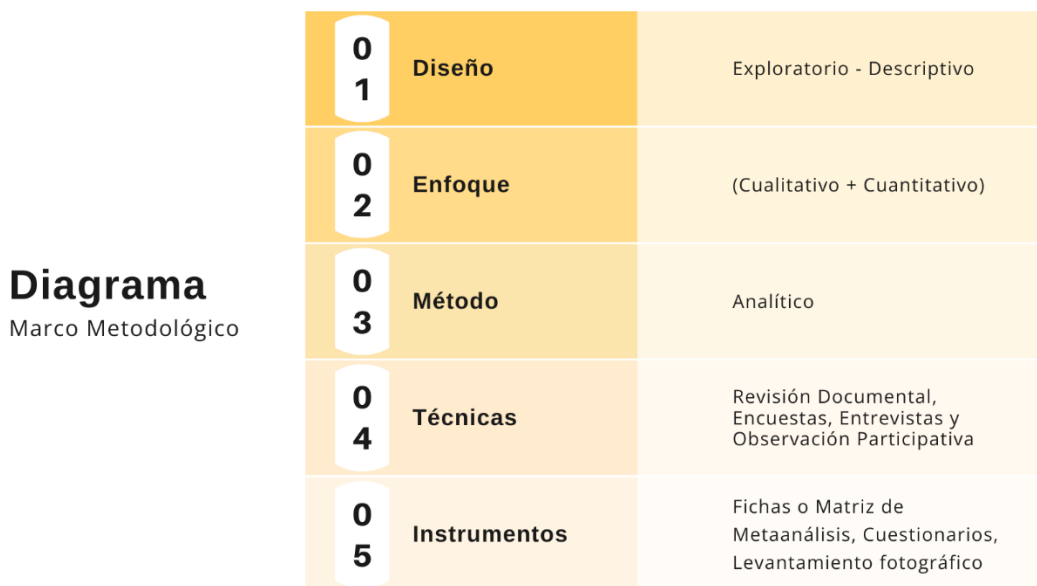 Diagrama
Marco Metodológico
0
1
Diseño
Exploratorio - Descriptivo
0
2
Enfoque
(Cualitativo + Cuantitativo)
0
3
Método
Analítico
0
4
Técnicas
Revisión Documental,
Encuestas, Entrevistas y
Observación Participativa
0
5
Instrumentos
Fichas o Matriz de
Metaanálisis, Cuestionarios,
Levantamiento fotográfico